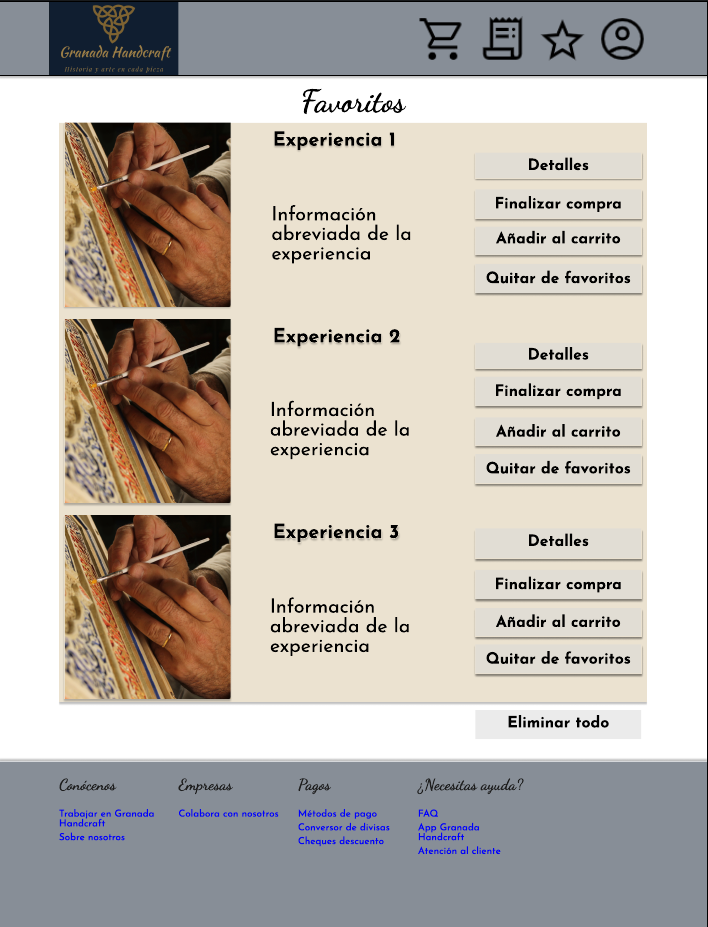 Granada Handcraft
Historia y arte en cada pieza
Favoritos
Experiencia 1
Información
abreviada de la
experiencia
Detalles
Finalizar compra
Añadir al carrito
Quitar de favoritos
Experiencia 2
Información
abreviada de la
experiencia
Detalles
Finalizar compra
Añadir al carrito
Quitar de favoritos
Experiencia 3
Información
abreviada de la
experiencia
Detalles
Finalizar compra
Añadir al carrito
Quitar de favoritos
Eliminar todo
Conócenos
Trabajar en Granada
Handcraft
Sobre nosotros
Empresas
Colabora con nosotros
Pagos
Métodos de pago
Conversor de divisas
Cheques descuento
¿Necesitas ayuda?
FAQ
App Granada
Handcraft
Atención al cliente